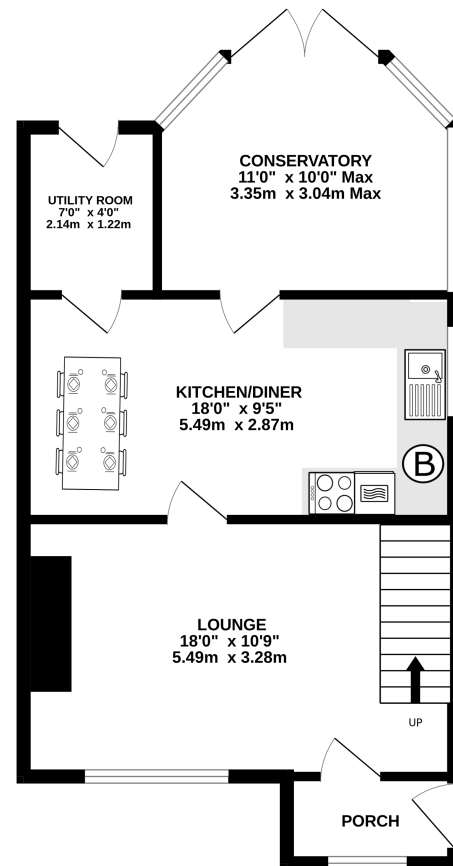 CONSERVATORY
11'0" x 10'0" Max
3.35m x 3.04m Max
UTILITY ROOM
7'0" x 4'0"
2.14m x 1.22m
KITCHEN/DINER
18'0" x 9'5"
5.49m x 2.87m
B
LOUNGE
18'0" x 10'9"
5.49m x 3.28m
UP
PORCH